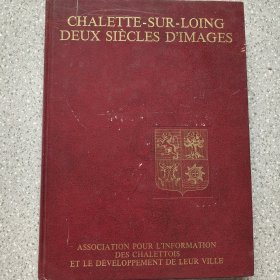 CHALETTE-SUR-LOING
DEUX SIÈCLES D'IMAGES
ASSOCIATION POUR L'INFORMATION
DES CHALETTOIS
ET LE DÉVELOPPEMENT DE LEUR VILLE